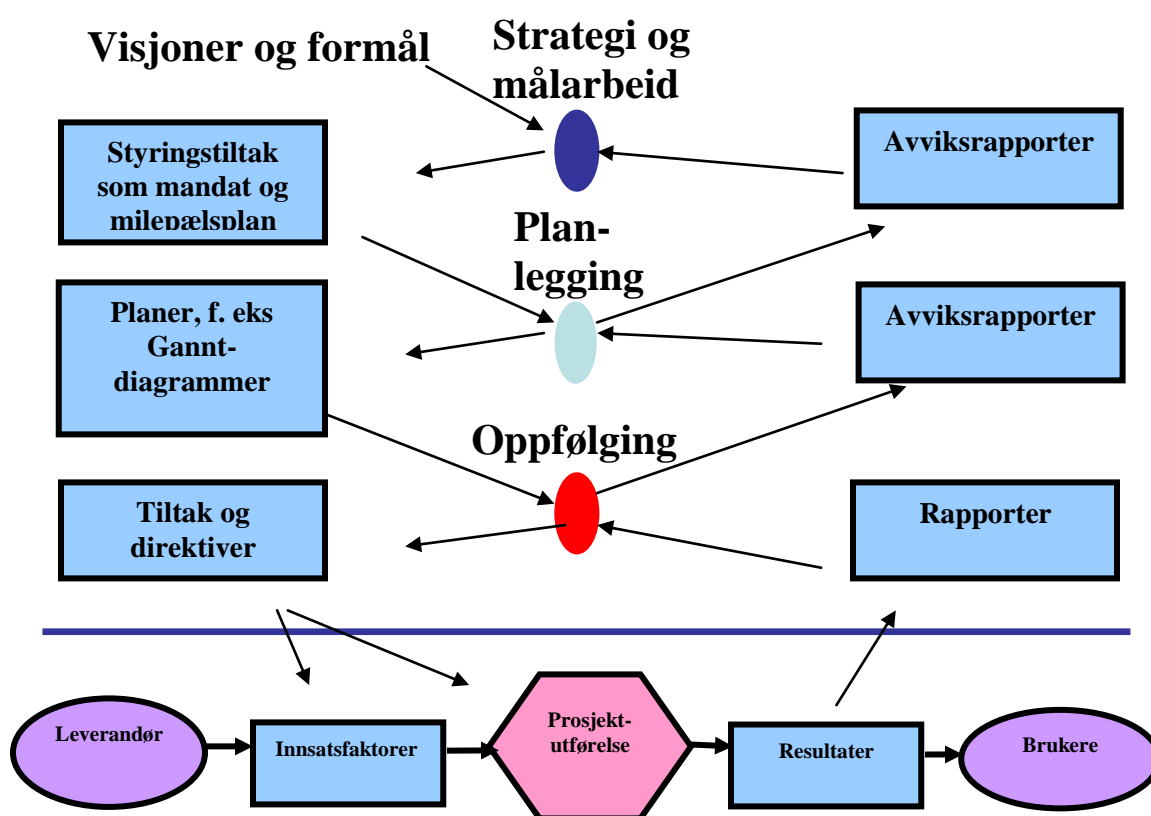 Visjoner og formål
Strategi og
målarbeid
Styringstiltak
som mandat og
milepælsplan
Avviksrapporter
Plan-
legging
Planer, f. eks
Gannt-
diagrammer
Avviksrapporter
Oppfølging
Tiltak og
direktiver
Rapporter
Leverandør
Innsatsfaktorer
Prosjekt-
utførelse
Resultater
Brukere